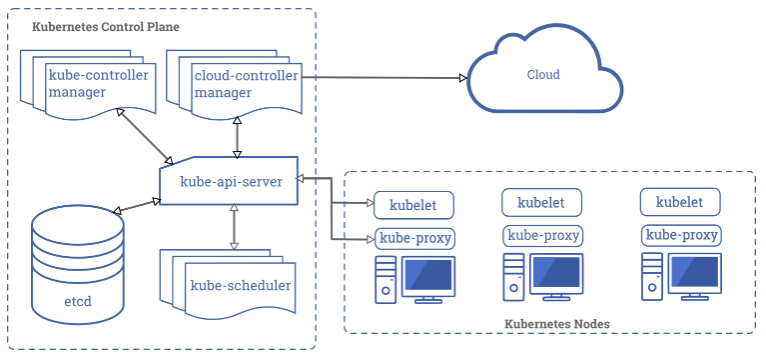 Kubernetes Control Plane
kube-controller
manager
cloud-controller
manager
Cloud
kube-api-server
kubelet
kubelet
kubelet
kube-proxy
kube-proxy
kube-proxy
etcd
kube-scheduler
Kubernetes Nodes